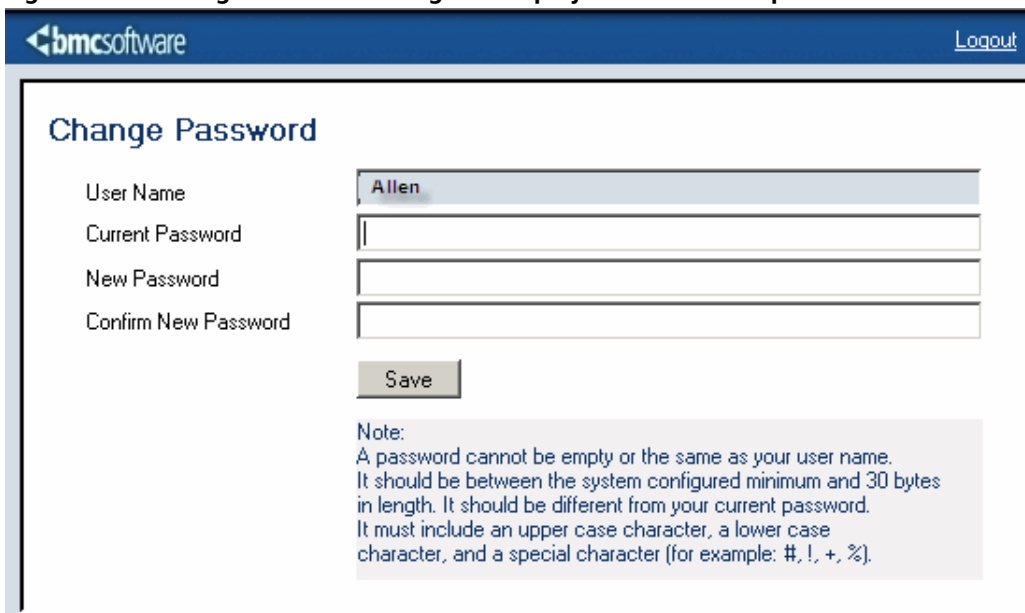 bmcsoftware
Logout
Change Password
User Name
Allen
Current Password
New Password
Confirm New Password
Save
Note:
A password cannot be empty or the same as your user name.
It should be between the system configured minimum and 30 bytes
in length. It should be different from your current password.
It must include an upper case character, a lower case
character, and a special character (for example: #, !, +, %).